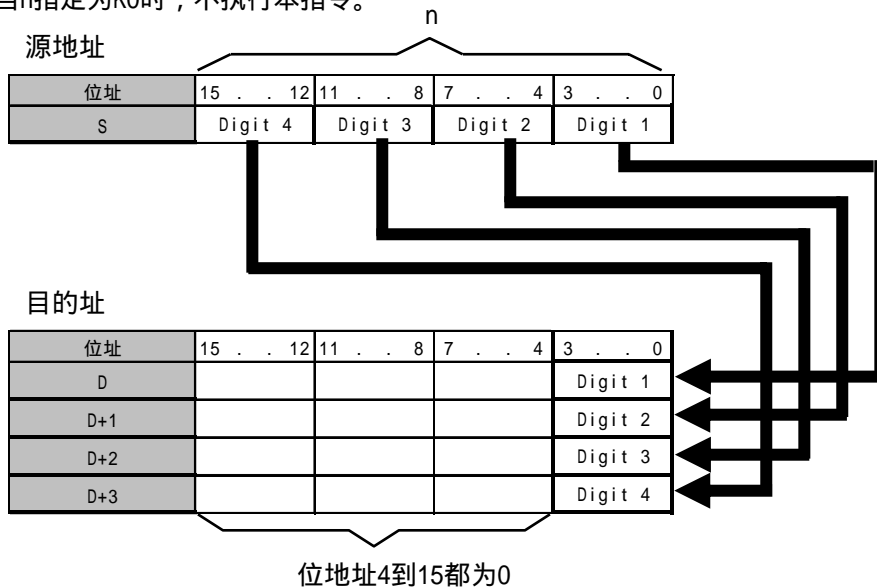 当n指定为K0时，不执行本指令。
n
源地址
位址 15 . . 12 11 . . 8 7 . . 4 3 . . 0
S Digit 4 Digit 3 Digit 2 Digit 1
目的址
位址 15 . . 12 11 . . 8 7 . . 4 3 . . 0
D Digit 1
D+1 Digit 2
D+2 Digit 3
D+3 Digit 4
位地址4到15都为0